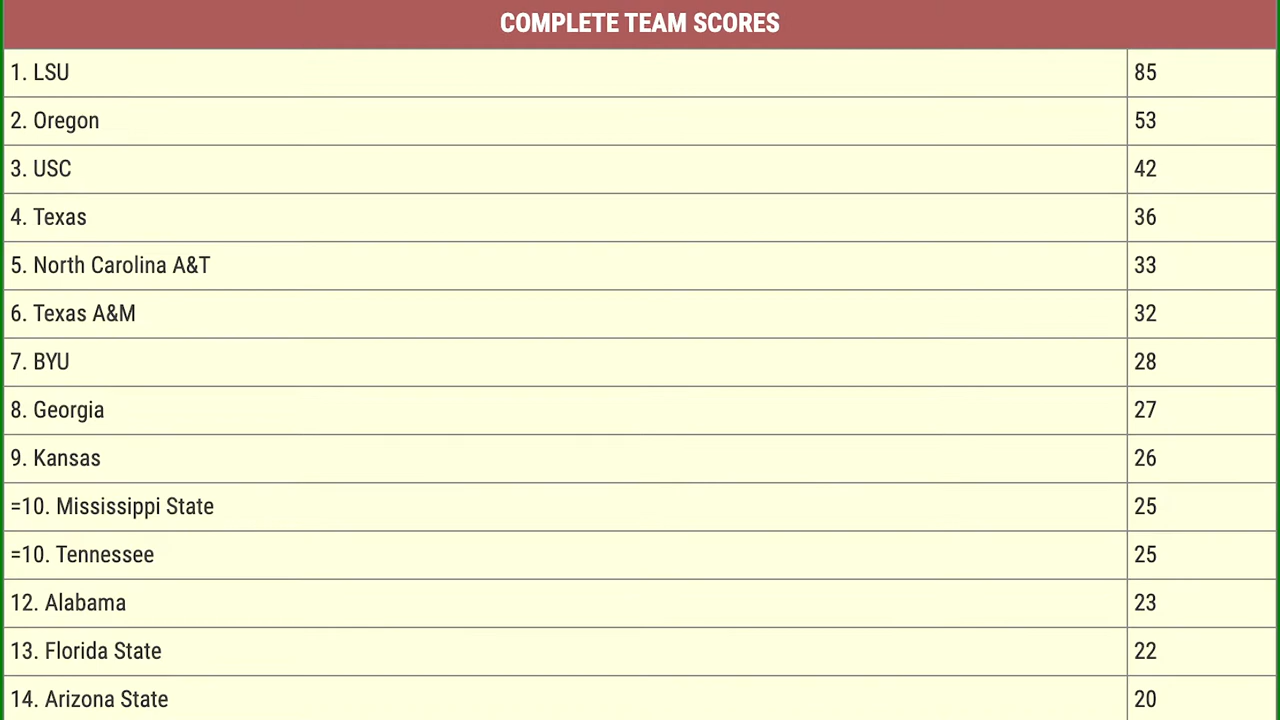 COMPLETE TEAM SCORES
1. LSU 85
2. Oregon 53
3. USC 42
4. Texas 36
5. North Carolina A&T 33
6. Texas A&M 32
7. BYU 28
8. Georgia 27
9. Kansas 26
=10. Mississippi State 25
=10. Tennessee 25
12. Alabama 23
13. Florida State 22
14. Arizona State 20